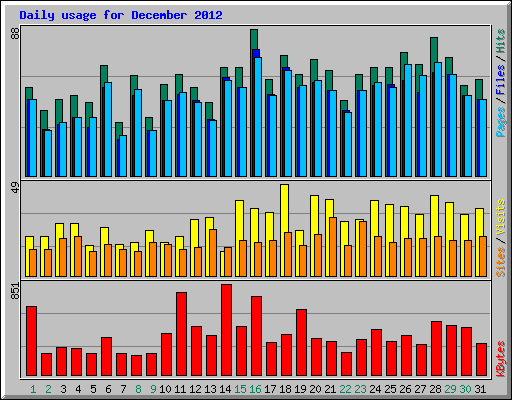 Daily usage for December 2012
88
Pages / Files / Hits
49
Sites / Visits
851
KBytes
1 2 3 4 5 6 7 8 9 10 11 12 13 14 15 16 17 18 19 20 21 22 23 24 25 26 27 28 29 30 31